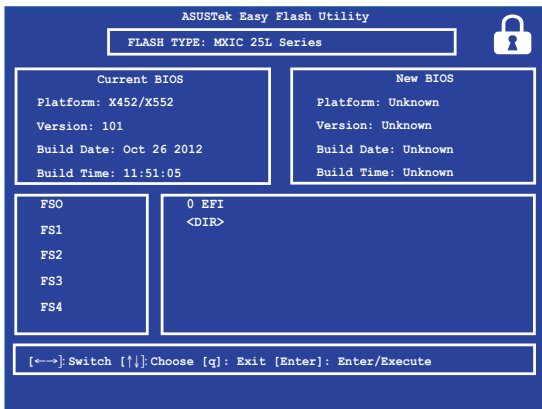 ASUSTek Easy Flash Utility
FLASH TYPE: MXIC 25L Series
Current BIOS
Platform: X452/X552
Version: 101
Build Date: Oct 26 2012
Build Time: 11:51:05
New BIOS
Platform: Unknown
Version: Unknown
Build Date: Unknown
Build Time: Unknown
FSO
FS1
FS2
FS3
FS4
0 EFI
<DIR>
[←→]: Switch [↑↓]: Choose [q]: Exit [Enter]: Enter/Execute